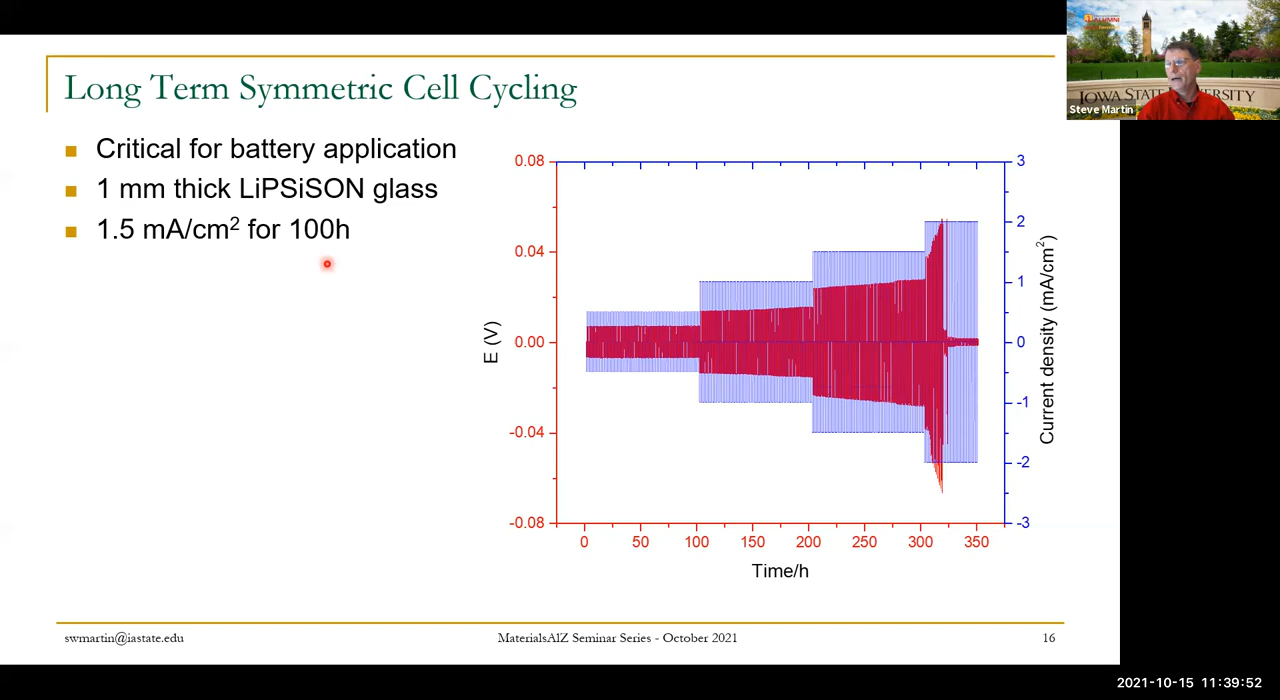 ALUMNI
IOWA STATE UNIVERSITY
Steve Martin
Long Term Symmetric Cell Cycling
Critical for battery application
1 mm thick LiPSiSON glass
1.5 mA/cm² for 100h
0.08
0.04
0.00
-0.04
-0.08
E (V)
3
2
1
0
-1
-2
-3
Current density (mA/cm²)
0 50 100 150 200 250 300 350
Time/h
swmartin@iastate.edu
MaterialsAlZ Seminar Series - October 2021
16
2021-10-15 11:39:52